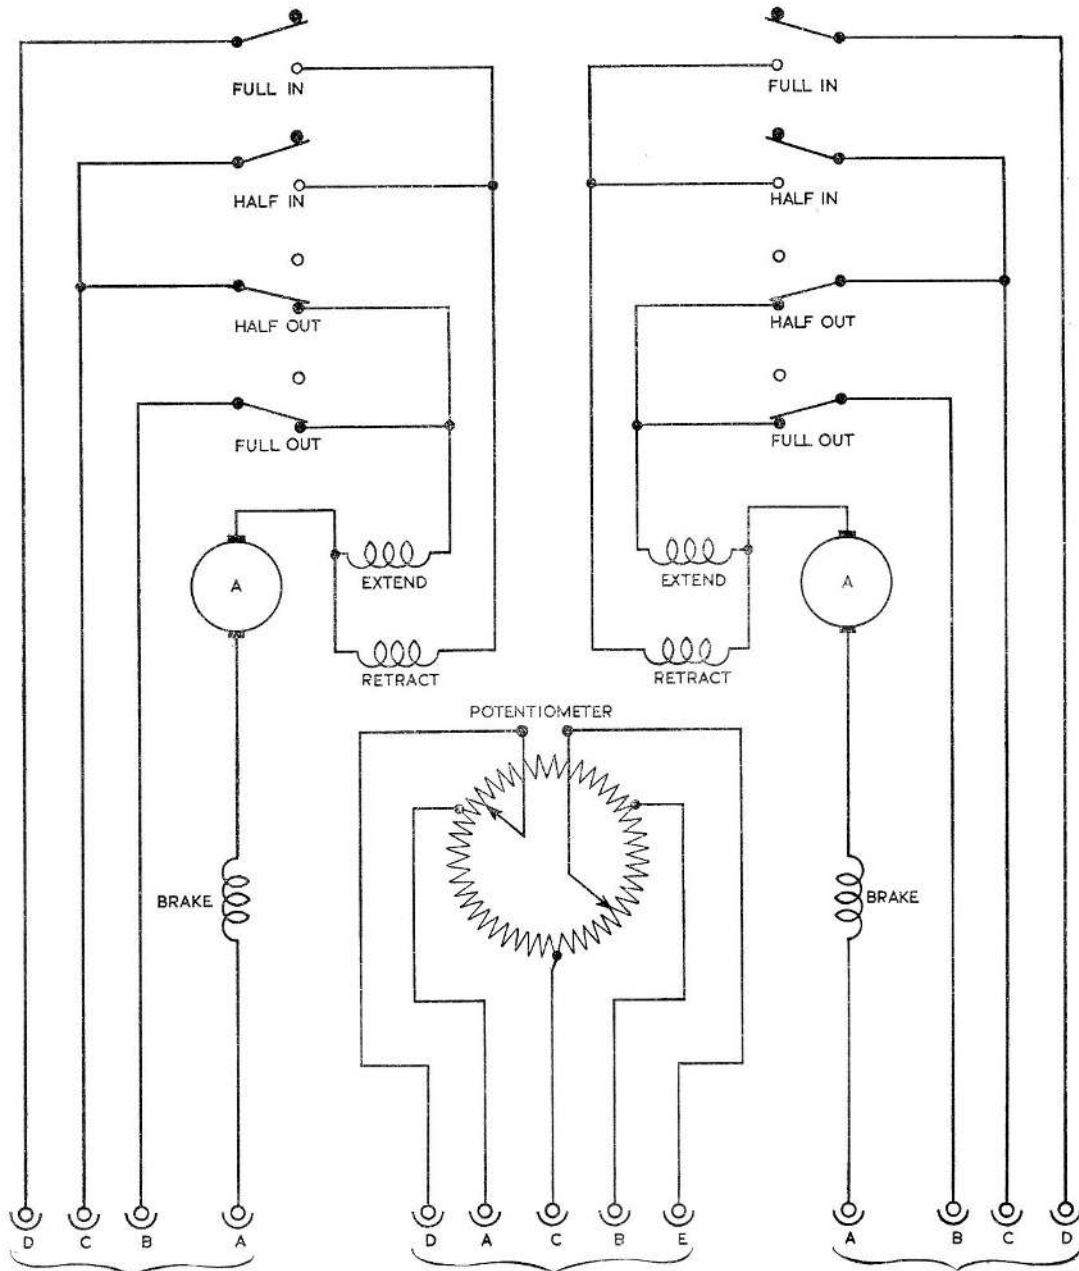 FULL IN FULL IN
HALF IN HALF IN
HALF OUT HALF OUT
FULL OUT FULL OUT
A EXTEND EXTEND A
RETRACT RETRACT
POTENTIOMETER
BRAKE BRAKE
D C B A D A C B E A B C D